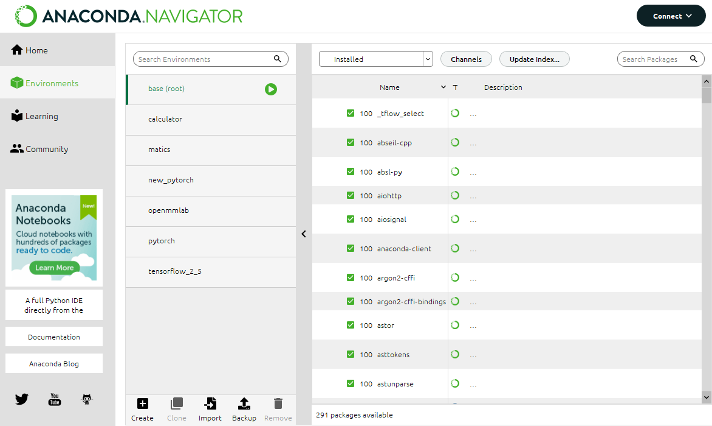 ANACONDA.NAVIGATOR
Connect
Home
Environments
Learning
Community
Anaconda
Notebooks
New!
Cloud notebooks with
hundreds of packages
ready to code.
Learn More
A full Python IDE
directly from the
Documentation
Anaconda Blog
You
Tube
Search Environments
base (root)
calculator
matics
new_pytorch
openmmlab
pytorch
tensorflow_2_5
Create
Clone
Import
Backup
Remove
Installed
Channels
Update index...
Search Packages
Name T Description
100 _tflow_select ...
100 abseil-cpp ...
100 absl-py ...
100 aiohttp ...
100 aiosignal ...
100 anaconda-client ...
100 argon2-cffi ...
100 argon2-cffi-bindings ...
100 astor ...
100 asttokens ...
100 astunparse ...
291 packages available